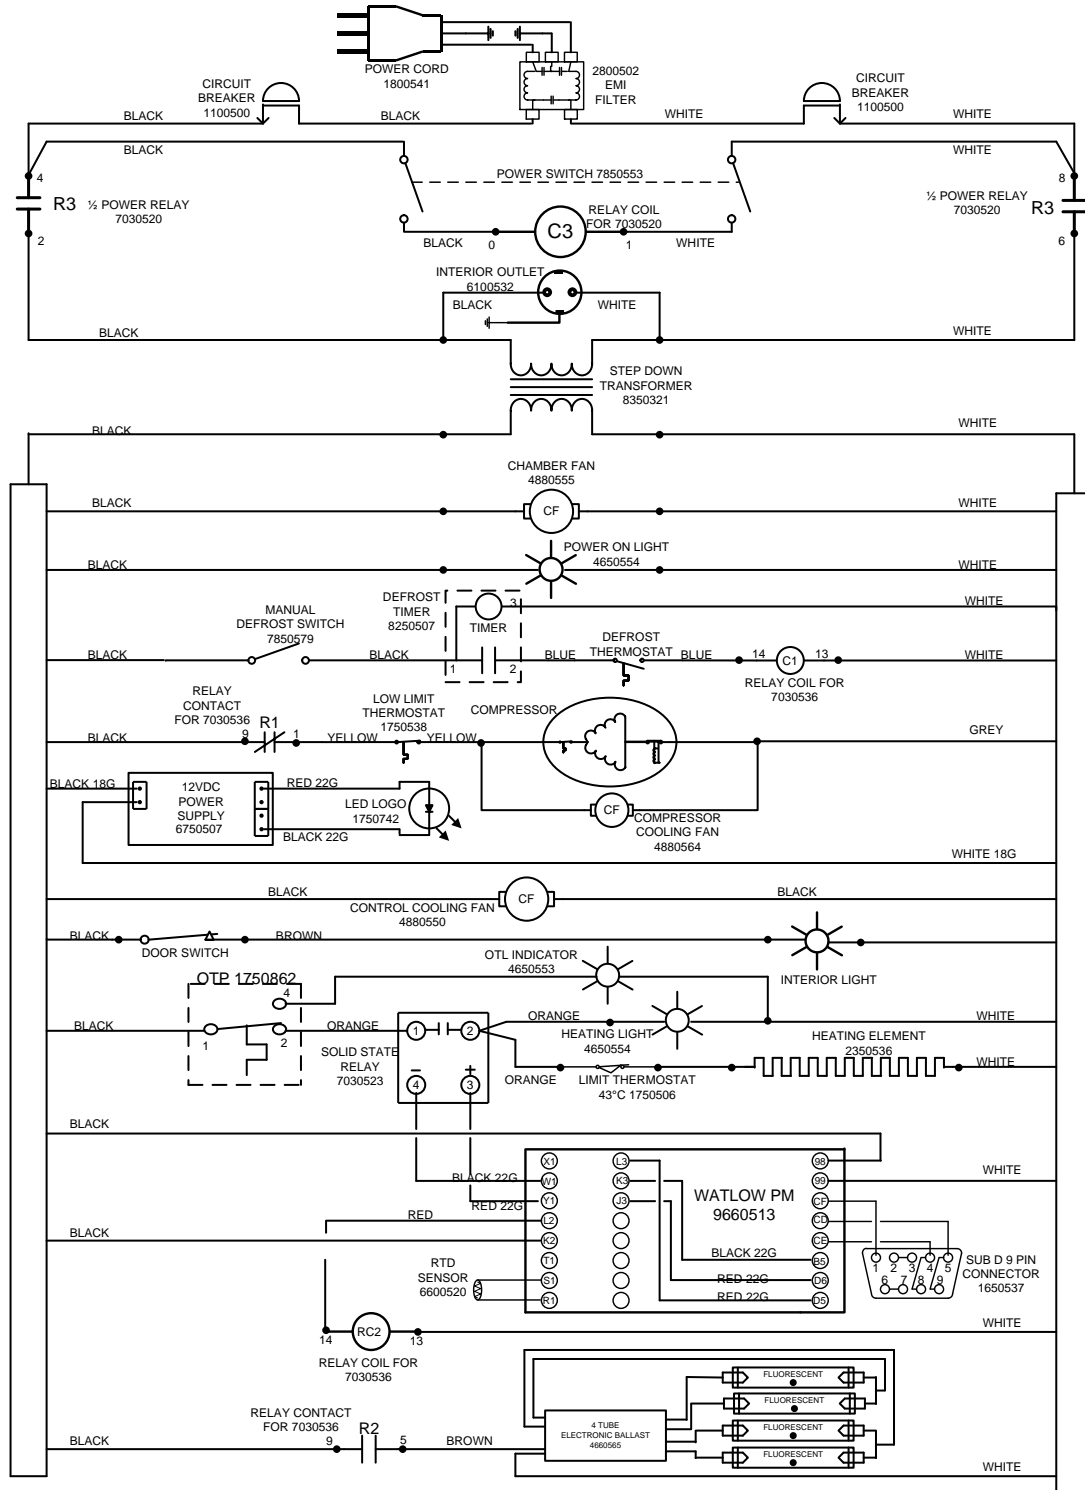 POWER CORD
1800541
2800502
EMI
FILTER
CIRCUIT
BREAKER
1100500
CIRCUIT
BREAKER
1100500
BLACK
BLACK
WHITE
WHITE
BLACK
WHITE
4
R3
½ POWER RELAY
7030520
2
POWER SWITCH 7850553
8
½ POWER RELAY
7030520
R3
6
RELAY COIL
FOR 7030520
C3
BLACK
0
1
WHITE
INTERIOR OUTLET
6100532
BLACK
WHITE
BLACK
WHITE
STEP DOWN
TRANSFORMER
8350321
BLACK
WHITE
CHAMBER FAN
4880555
BLACK
CF
WHITE
POWER ON LIGHT
4650554
BLACK
WHITE
DEFROST
TIMER
8250507
3
TIMER
WHITE
MANUAL
DEFROST SWITCH
7850579
BLACK
BLACK
1
2
BLUE
DEFROST
THERMOSTAT
BLUE
14
C1
13
WHITE
RELAY COIL FOR
7030536
RELAY
CONTACT
FOR 7030536
R1
9
1
BLACK
YELLOW
LOW LIMIT
THERMOSTAT
1750538
YELLOW
COMPRESSOR
GREY
BLACK 18G
12VDC
POWER
SUPPLY
6750507
RED 22G
BLACK 22G
LED LOGO
1750742
CF
COMPRESSOR
COOLING FAN
4880564
WHITE 18G
BLACK
CF
BLACK
CONTROL COOLING FAN
4880550
BLACK
DOOR SWITCH
BROWN
INTERIOR LIGHT
OTP 1750862
4
1
2
BLACK
ORANGE
OTL INDICATOR
4650553
1
2
SOLID STATE
RELAY
7030523
4
3
–
+
ORANGE
HEATING LIGHT
4650554
WHITE
ORANGE
LIMIT THERMOSTAT
43°C 1750506
HEATING ELEMENT
2350536
WHITE
BLACK
BLACK 22G
RED 22G
RED
BLACK
X1
W1
Y1
L2
K2
T1
S1
R1
L3
K3
J3
WATLOW PM
9660513
98
99
CF
CD
CE
B5
D6
D5
BLACK 22G
RED 22G
RED 22G
WHITE
RTD
SENSOR
6600520
1
2
3
4
5
6
7
8
9
SUB D 9 PIN
CONNECTOR
1650537
14
RC2
13
WHITE
RELAY COIL FOR
7030536
RELAY CONTACT
FOR 7030536
R2
9
5
BLACK
BROWN
4 TUBE
ELECTRONIC BALLAST
4660565
FLUORESCENT
FLUORESCENT
FLUORESCENT
FLUORESCENT
WHITE